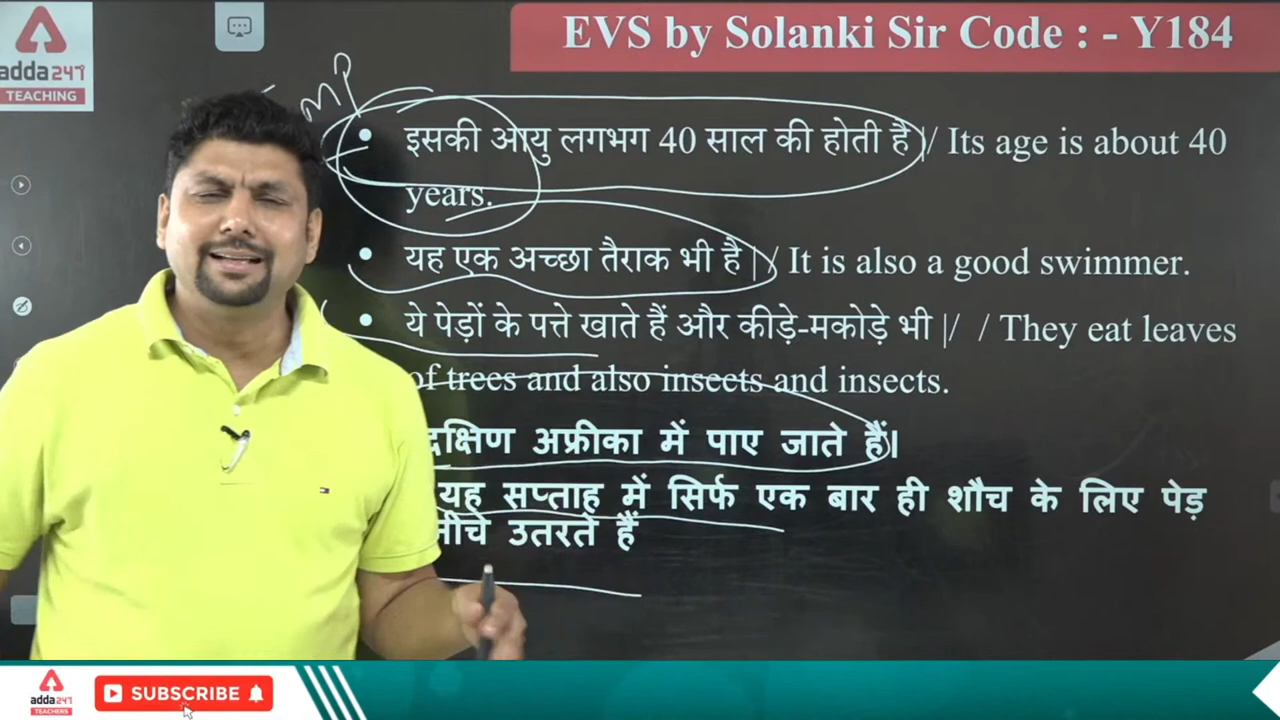 EVS by Solanki Sir Code : - Y184
adda247
TEACHING
MP
• इसकी आयु लगभग 40 साल की होती है |/ Its age is about 40
years.
• यह एक अच्छा तैराक भी है | / It is also a good swimmer.
• ये पेड़ों के पत्ते खाते हैं और कीड़े-मकोड़े भी |/ / They eat leaves
of trees and also insects and insects.
दक्षिण अफ्रीका में पाए जाते हैं।
यह सप्ताह में सिर्फ एक बार ही शौच के लिए पेड़
नीचे उतरते हैं
adda247
TEACHERS
SUBSCRIBE